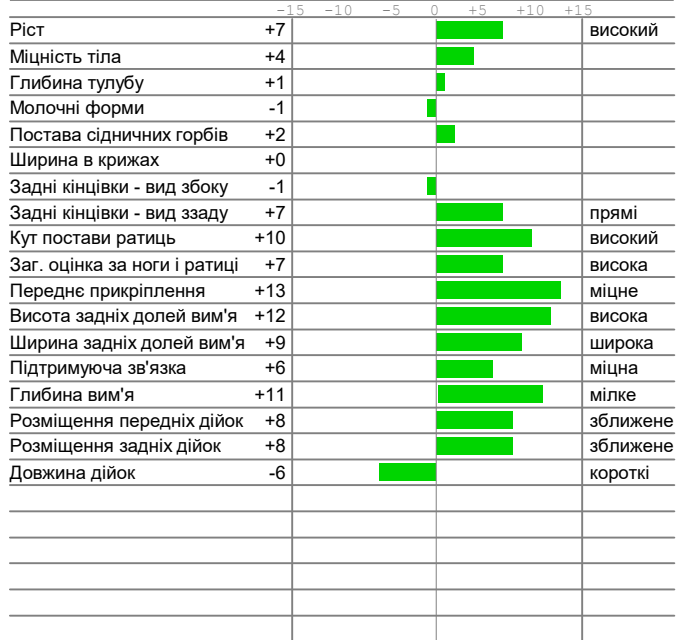 -15 -10 -5 0 +5 +10 +15
Ріст +7 високий
Міцність тіла +4
Глибина тулубу +1
Молочні форми -1
Постава сідничних горбів +2
Ширина в крижах +0
Задні кінцівки - вид збоку -1
Задні кінцівки - вид ззаду +7 прямі
Кут постави ратиць +10 високий
Заг. оцінка за ноги і ратиці +7 висока
Переднє прикріплення +13 міцне
Висота задніх долей вим'я +12 висока
Ширина задніх долей вим'я +9 широка
Підтримуюча зв'язка +6 міцна
Глибина вим'я +11 мілке
Розміщення передніх дійок +8 зближене
Розміщення задніх дійок +8 зближене
Довжина дійок -6 короткі